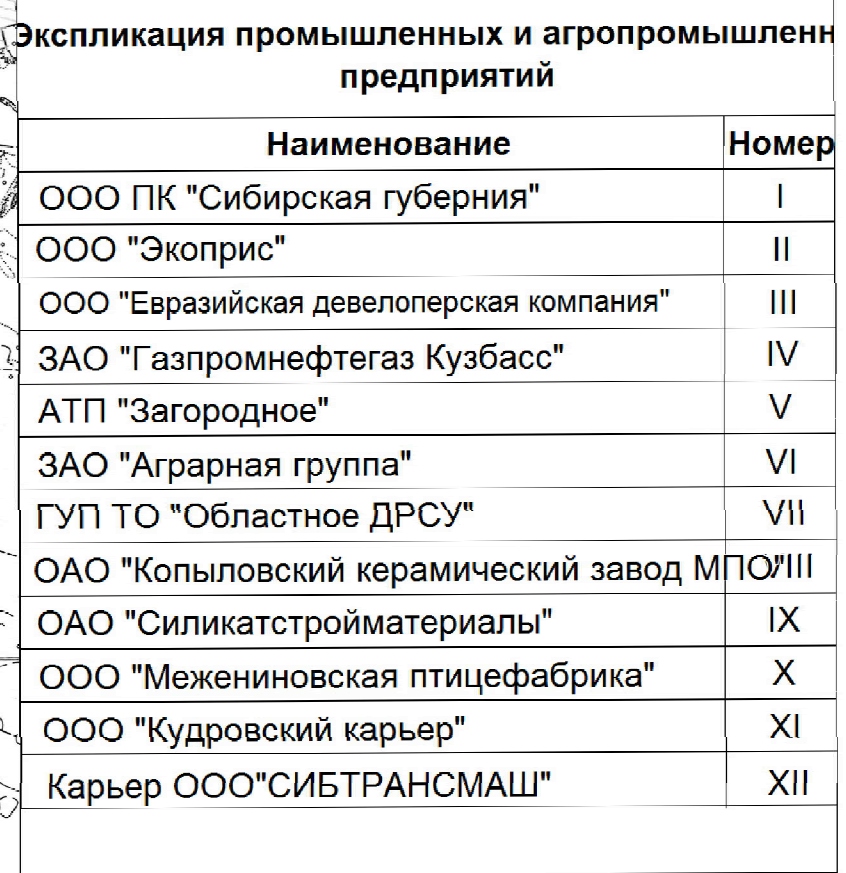 Экспликация промышленных и агропромышленн
предприятий
Наименование Номер
ООО ПК "Сибирская губерния" I
ООО "Экоприс" II
ООО "Евразийская девелоперская компания" III
ЗАО "Газпромнефтегаз Кузбасс" IV
АТП "Загородное" V
ЗАО "Аграрная группа" VI
ГУП ТО "Областное ДРСУ" VII
ОАО "Копыловский керамический завод МПО" VIII
ОАО "Силикатстройматериалы" IX
ООО "Межениновская птицефабрика" X
ООО "Кудровский карьер" XI
Карьер ООО"СИБТРАНСМАШ" XII